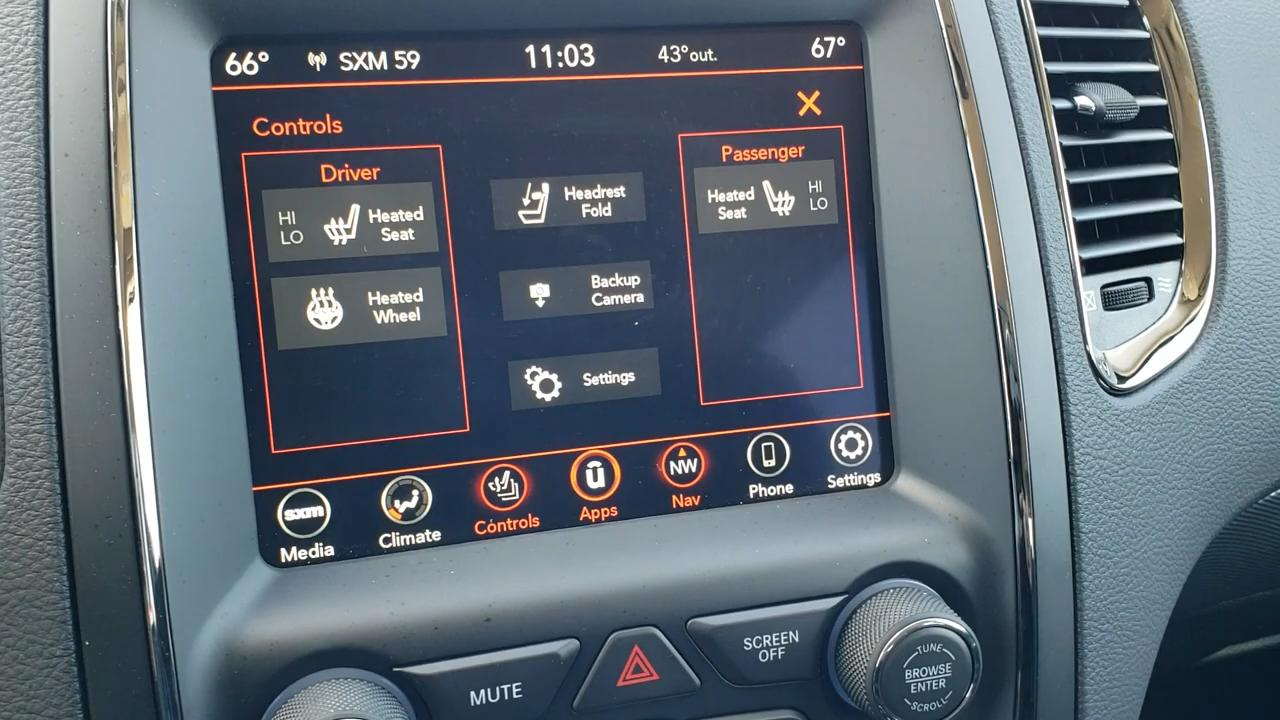 66° SXM 59 11:03 43°out. 67°
Controls
Driver
HI
LO
Heated
Seat
Heated
Wheel
Headrest
Fold
Backup
Camera
Settings
Passenger
Heated
Seat
HI
LO
sxm
Media
Climate
Controls
ü
Apps
NW
Nav
Phone
Settings
MUTE
SCREEN
OFF
TUNE
BROWSE
ENTER
SCROLL